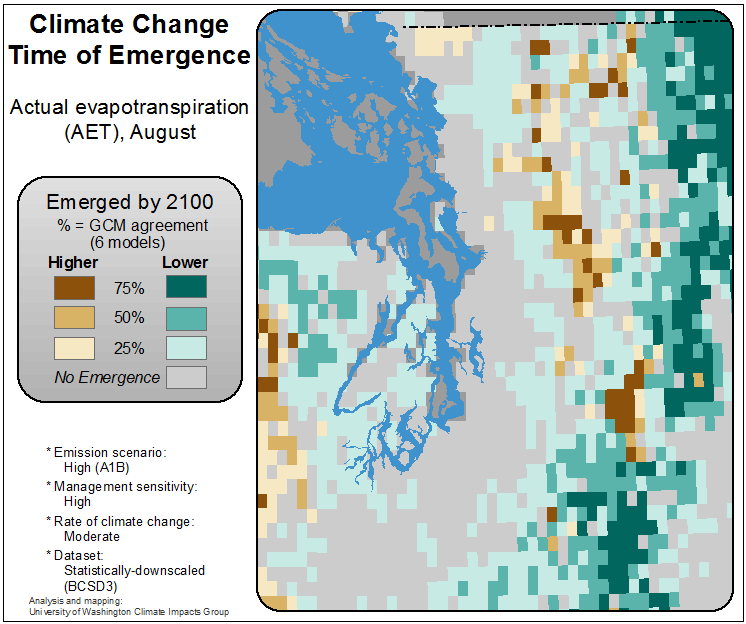 Climate Change
Time of Emergence
Actual evapotranspiration
(AET), August
Emerged by 2100
% = GCM agreement
(6 models)
Higher Lower
75%
50%
25%
No Emergence
* Emission scenario:
High (A1B)
* Management sensitivity:
High
* Rate of climate change:
Moderate
* Dataset:
Statistically-downscaled
(BCSD3)
Analysis and mapping:
University of Washington Climate Impacts Group